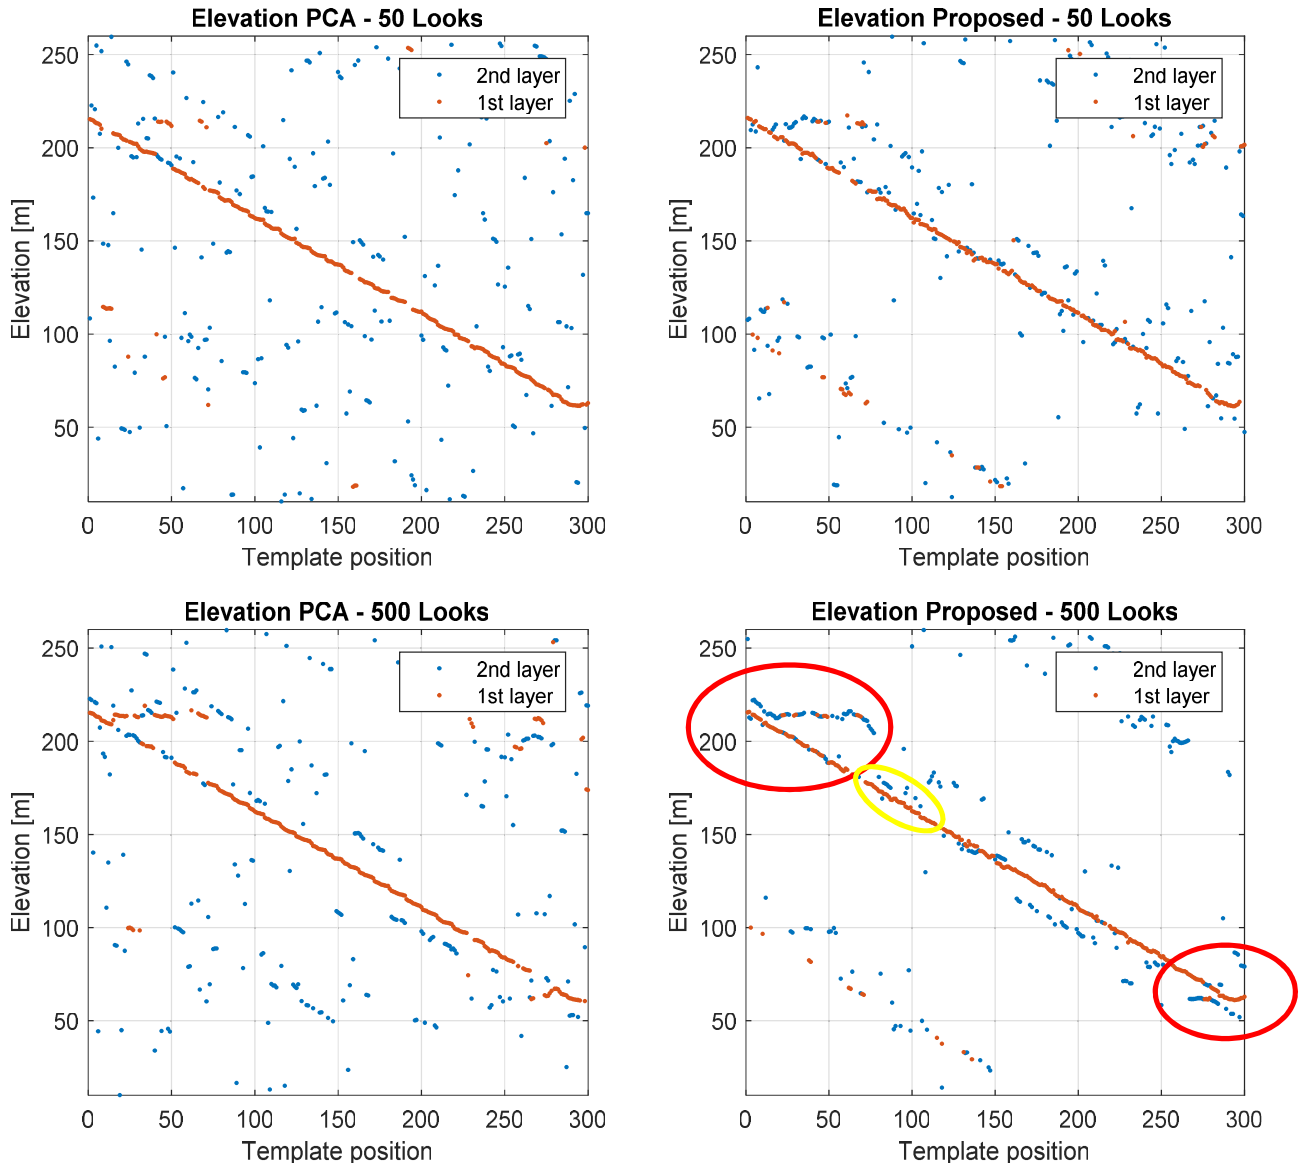 Elevation PCA - 50 Looks
250
200
150
100
50
Elevation [m]
2nd layer
1st layer
0 50 100 150 200 250 300
Template position
Elevation Proposed - 50 Looks
250
200
150
100
50
Elevation [m]
2nd layer
1st layer
0 50 100 150 200 250 300
Template position
Elevation PCA - 500 Looks
250
200
150
100
50
Elevation [m]
2nd layer
1st layer
0 50 100 150 200 250 300
Template position
Elevation Proposed - 500 Looks
250
200
150
100
50
Elevation [m]
2nd layer
1st layer
0 50 100 150 200 250 300
Template position